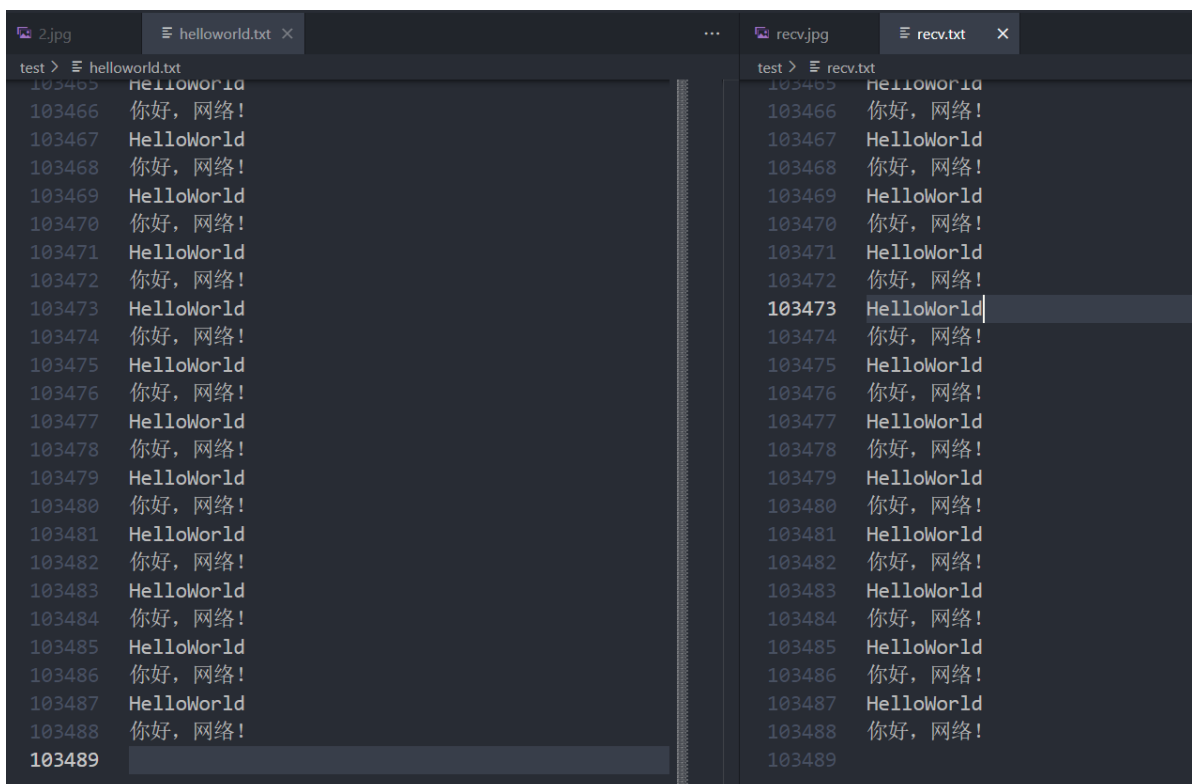 2.jpg
helloworld.txt
test > helloworld.txt
103465 HelloWorld
103466 你好，网络！
103467 HelloWorld
103468 你好，网络！
103469 HelloWorld
103470 你好，网络！
103471 HelloWorld
103472 你好，网络！
103473 HelloWorld
103474 你好，网络！
103475 HelloWorld
103476 你好，网络！
103477 HelloWorld
103478 你好，网络！
103479 HelloWorld
103480 你好，网络！
103481 HelloWorld
103482 你好，网络！
103483 HelloWorld
103484 你好，网络！
103485 HelloWorld
103486 你好，网络！
103487 HelloWorld
103488 你好，网络！
103489
recv.jpg
recv.txt
test > recv.txt
103465 HelloWorld
103466 你好，网络！
103467 HelloWorld
103468 你好，网络！
103469 HelloWorld
103470 你好，网络！
103471 HelloWorld
103472 你好，网络！
103473 HelloWorld
103474 你好，网络！
103475 HelloWorld
103476 你好，网络！
103477 HelloWorld
103478 你好，网络！
103479 HelloWorld
103480 你好，网络！
103481 HelloWorld
103482 你好，网络！
103483 HelloWorld
103484 你好，网络！
103485 HelloWorld
103486 你好，网络！
103487 HelloWorld
103488 你好，网络！
103489